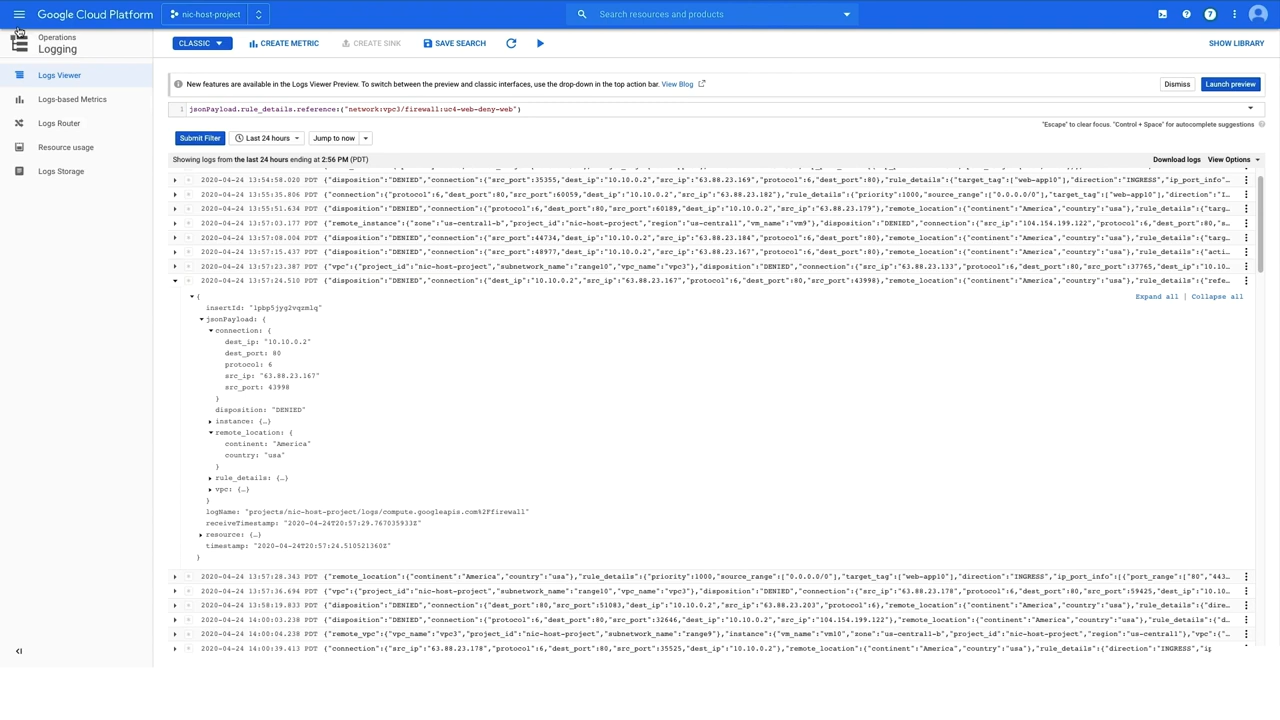 Google Cloud Platform
nic-host-project
Search resources and products
?
7
Operations
Logging
CLASSIC
CREATE METRIC
CREATE SINK
SAVE SEARCH
SHOW LIBRARY
Logs Viewer
Logs-based Metrics
Logs Router
Resource usage
Logs Storage
New features are available in the Logs Viewer Preview. To switch between the preview and classic interfaces, use the drop-down in the top action bar. View Blog
Dismiss
Launch preview
1 jsonPayload.rule_details.reference:("network:vpc3/firewall:uc4-web-deny-web")
"Escape" to clear focus. "Control + Space" for autocomplete suggestions
Submit Filter
Last 24 hours
Jump to now
Showing logs from the last 24 hours ending at 2:56 PM (PDT)
Download logs
View Options
2020-04-24 13:54:58.020 PDT {"disposition":"DENIED","connection":{"src_port":35355,"dest_ip":"10.10.0.2","src_ip":"63.88.23.169","protocol":6,"dest_port":80},"rule_details":{"target_tag":["web-app10"],"direction":"INGRESS","ip_port_info"…
2020-04-24 13:55:35.806 PDT {"connection":{"protocol":6,"dest_port":80,"src_port":60059,"dest_ip":"10.10.0.2","src_ip":"63.88.23.182"},"rule_details":{"priority":1000,"source_range":["0.0.0.0/0"],"target_tag":["web-app10"],"direction":"I…
2020-04-24 13:55:51.634 PDT {"disposition":"DENIED","connection":{"protocol":6,"dest_port":80,"src_port":60189,"dest_ip":"10.10.0.2","src_ip":"63.88.23.179"},"remote_location":{"continent":"America","country":"usa"},"rule_details":{"targ…
2020-04-24 13:57:03.177 PDT {"remote_instance":{"zone":"us-central1-b","project_id":"nic-host-project","region":"us-central1","vm_name":"vm9"},"disposition":"DENIED","connection":{"src_ip":"104.154.199.122","protocol":6,"dest_port":80,"s…
2020-04-24 13:57:08.004 PDT {"disposition":"DENIED","connection":{"src_port":44734,"dest_ip":"10.10.0.2","src_ip":"63.88.23.184","protocol":6,"dest_port":80},"remote_location":{"continent":"America","country":"usa"},"rule_details":{"targ…
2020-04-24 13:57:15.437 PDT {"disposition":"DENIED","connection":{"src_port":48977,"dest_ip":"10.10.0.2","src_ip":"63.88.23.167","protocol":6,"dest_port":80},"remote_location":{"continent":"America","country":"usa"},"rule_details":{"acti…
2020-04-24 13:57:23.387 PDT {"vpc":{"project_id":"nic-host-project","subnetwork_name":"range10","vpc_name":"vpc3"},"disposition":"DENIED","connection":{"src_ip":"63.88.23.133","protocol":6,"dest_port":80,"src_port":37765,"dest_ip":"10.10…
2020-04-24 13:57:24.510 PDT {"disposition":"DENIED","connection":{"dest_ip":"10.10.0.2","src_ip":"63.88.23.167","protocol":6,"dest_port":80,"src_port":43998},"remote_location":{"continent":"America","country":"usa"},"rule_details":{"refe…
{
Expand all | Collapse all
insertId: "1pbp5jyg2vqzmlq"
jsonPayload: {
connection: {
dest_ip: "10.10.0.2"
dest_port: 80
protocol: 6
src_ip: "63.88.23.167"
src_port: 43998
}
disposition: "DENIED"
instance: {…}
remote_location: {
continent: "America"
country: "usa"
}
rule_details: {…}
vpc: {…}
}
logName: "projects/nic-host-project/logs/compute.googleapis.com%2Ffirewall"
receiveTimestamp: "2020-04-24T20:57:29.767035933Z"
resource: {…}
timestamp: "2020-04-24T20:57:24.510521360Z"
}
2020-04-24 13:57:28.343 PDT {"remote_location":{"continent":"America","country":"usa"},"rule_details":{"priority":1000,"source_range":["0.0.0.0/0"],"target_tag":["web-app10"],"direction":"INGRESS","ip_port_info":[{"port_range":["80","443…
2020-04-24 13:57:36.694 PDT {"vpc":{"project_id":"nic-host-project","subnetwork_name":"range10","vpc_name":"vpc3"},"disposition":"DENIED","connection":{"src_ip":"63.88.23.178","protocol":6,"dest_port":80,"src_port":59425,"dest_ip":"10.10…
2020-04-24 13:58:19.833 PDT {"disposition":"DENIED","connection":{"dest_port":80,"src_port":51083,"dest_ip":"10.10.0.2","src_ip":"63.88.23.203","protocol":6},"remote_location":{"continent":"America","country":"usa"},"rule_details":{"dire…
2020-04-24 14:00:03.238 PDT {"disposition":"DENIED","connection":{"dest_port":80,"src_port":32646,"dest_ip":"10.10.0.2","src_ip":"104.154.199.122","protocol":6},"remote_location":{"continent":"America","country":"usa"},"rule_details":{"d…
2020-04-24 14:00:04.238 PDT {"remote_vpc":{"vpc_name":"vpc3","project_id":"nic-host-project","subnetwork_name":"range9"},"instance":{"vm_name":"vm10","zone":"us-central1-b","project_id":"nic-host-project","region":"us-central1"},"vpc":{"…
2020-04-24 14:00:39.413 PDT {"connection":{"src_ip":"63.88.23.178","protocol":6,"dest_port":80,"src_port":35525,"dest_ip":"10.10.0.2"},"remote_location":{"continent":"America","country":"usa"},"rule_details":{"direction":"INGRESS","ip